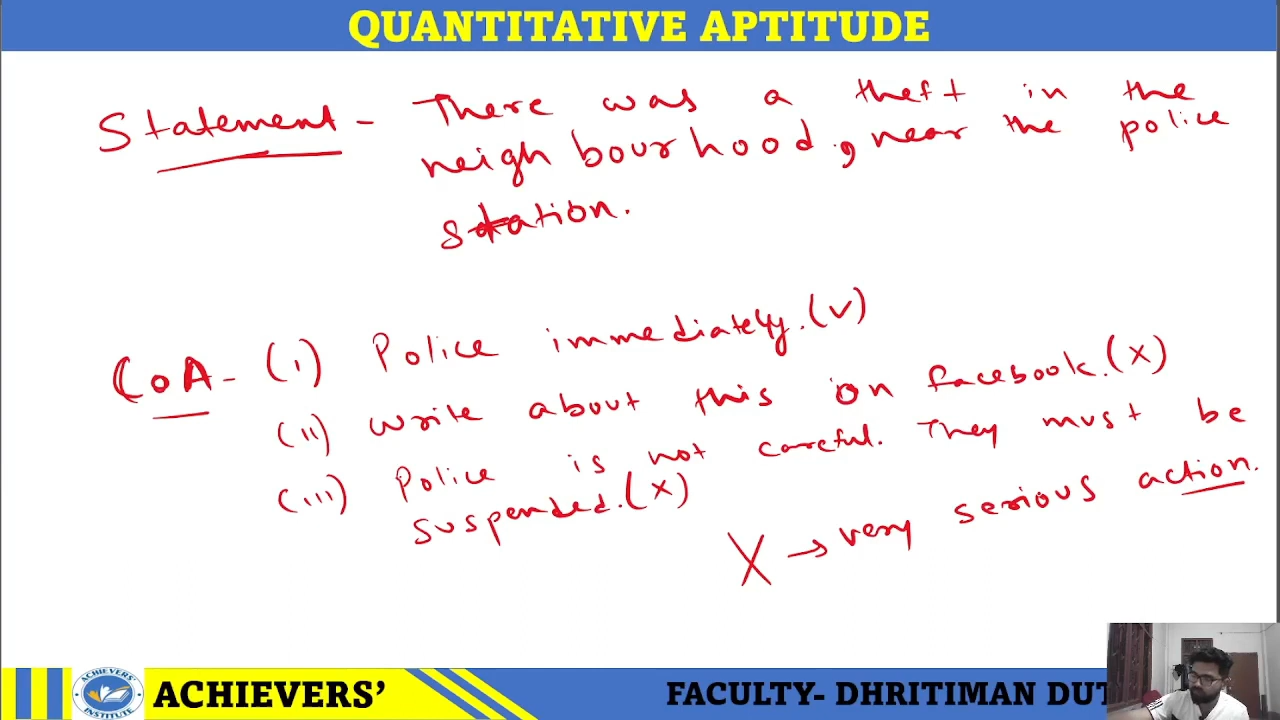 QUANTITATIVE APTITUDE
Statement - There was a theft in the
neighbourhood, near the police
station.
CoA - (i) Police immediately. (v)
(ii) Write about this on facebook. (x)
(iii) Police is not careful. They must be
suspended. (x)
X → very serious action.
ACHIEVERS'
INSTITUTE
ACHIEVERS'
FACULTY- DHRITIMAN DUT